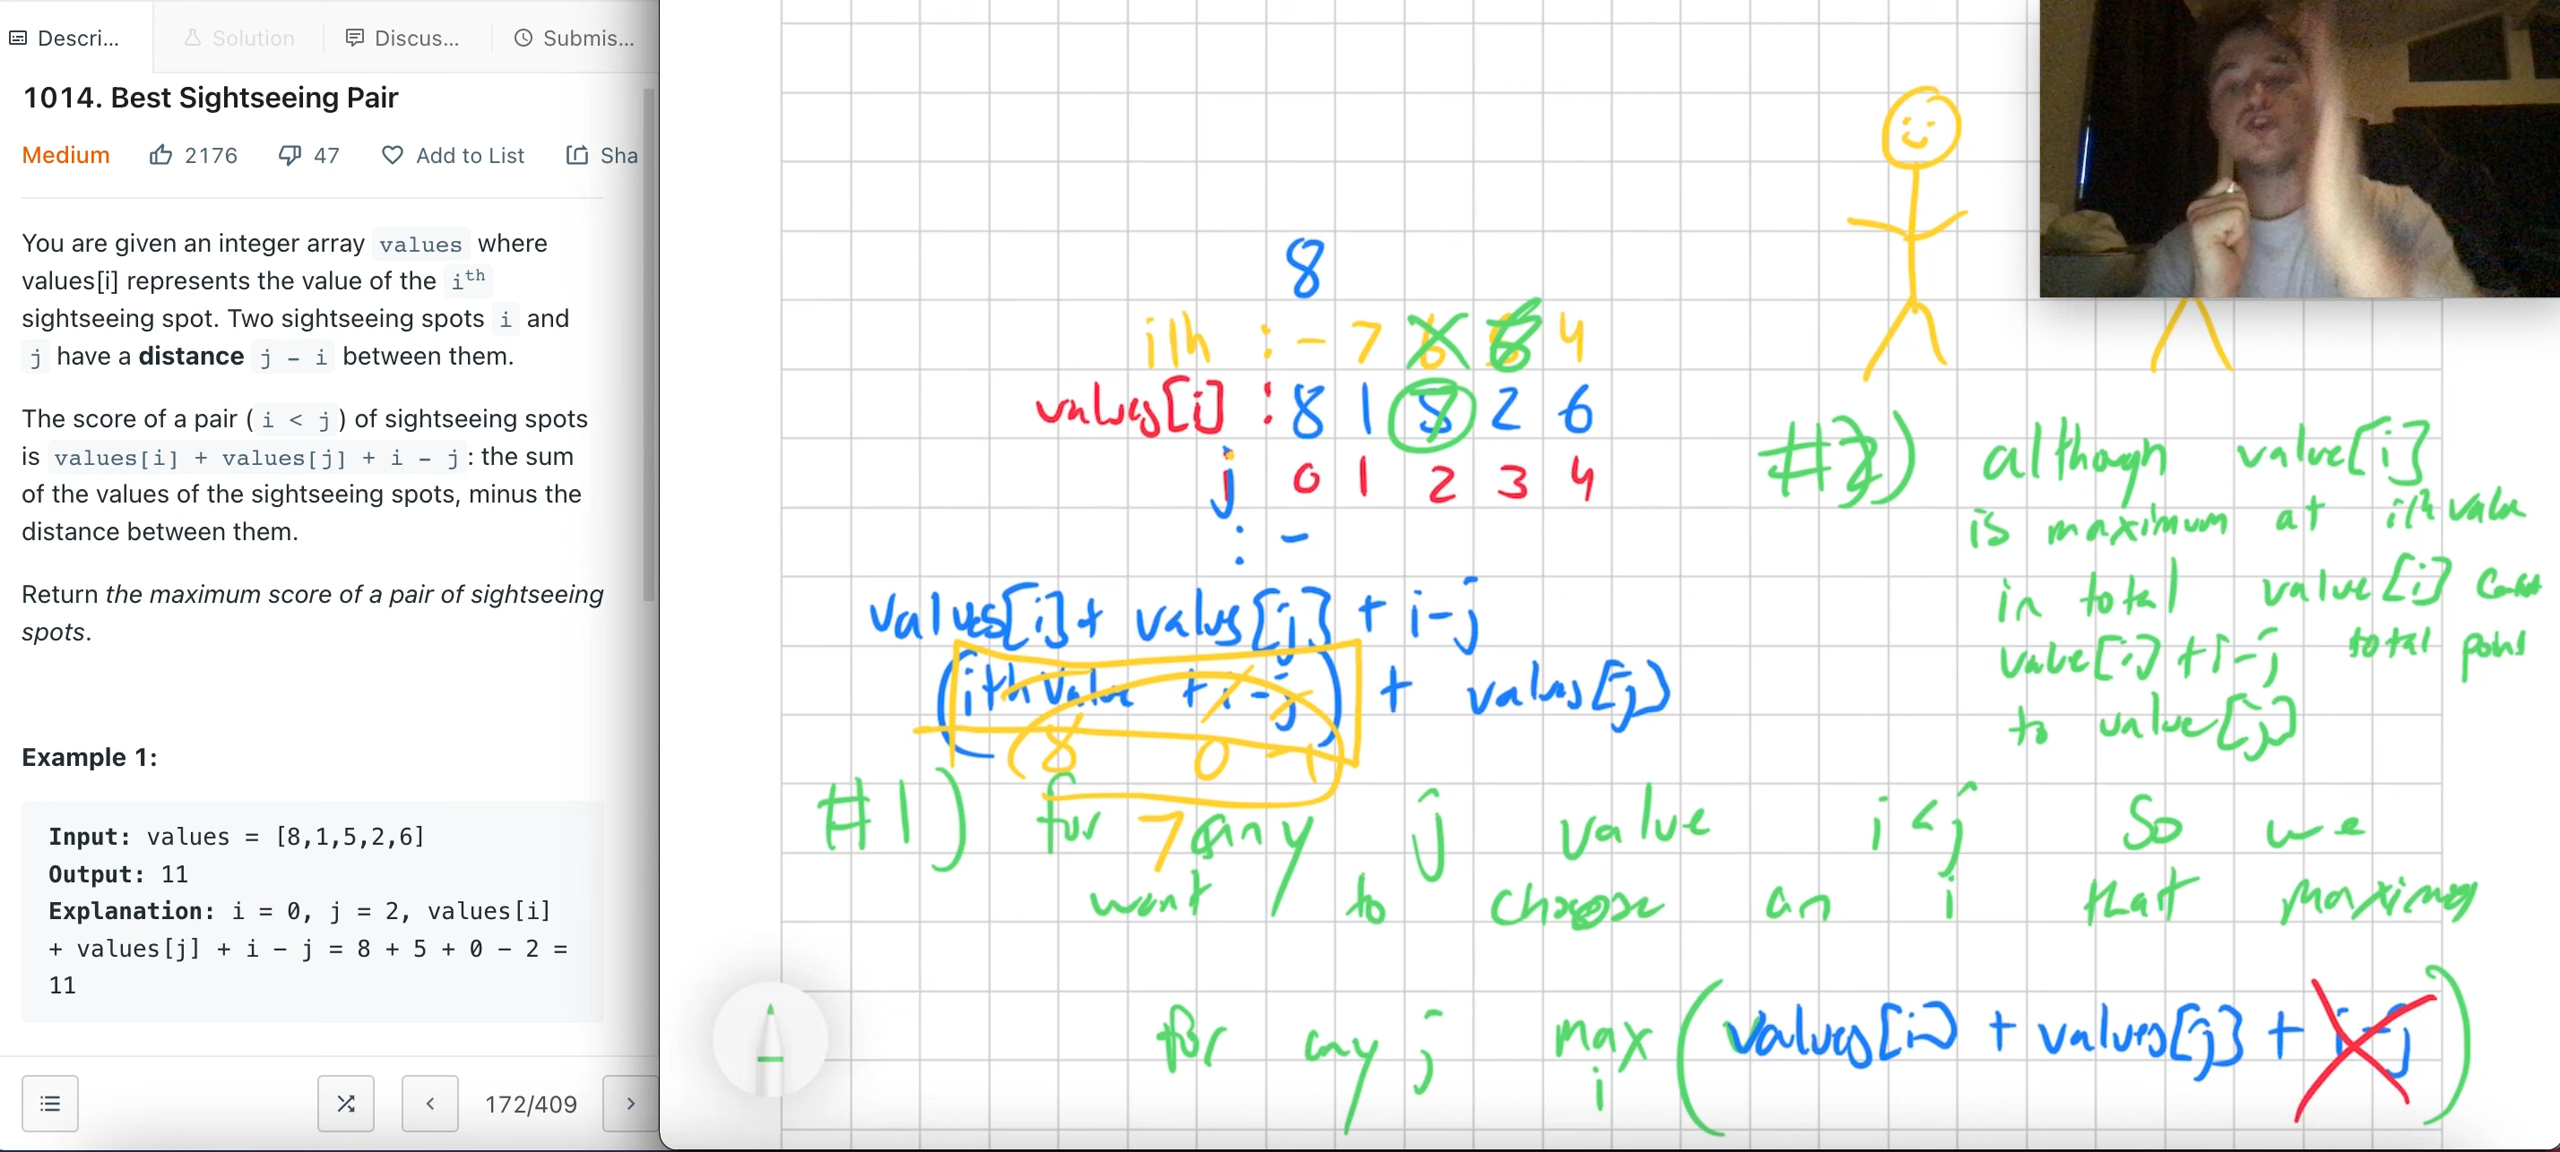 Descri...
Solution
Discus...
Submis...
1014. Best Sightseeing Pair
Medium 2176 47 Add to List Sha
You are given an integer array values where
values[i] represents the value of the ith
sightseeing spot. Two sightseeing spots i and
j have a distance j - i between them.
The score of a pair (i < j) of sightseeing spots
is values[i] + values[j] + i - j: the sum
of the values of the sightseeing spots, minus the
distance between them.
Return the maximum score of a pair of sightseeing
spots.
Example 1:
Input: values = [8,1,5,2,6]
Output: 11
Explanation: i = 0, j = 2, values[i]
+ values[j] + i - j = 8 + 5 + 0 - 2 =
11
172/409
8
ith : - 7 6 4
values[i] : 8 1 2 6
j 0 1 2 3 4
: -
values[i] + values[j] + i - j
(ith value + i - j) + values[j]
(8 0 -1
7
#1) for any j value i < j so we
want to choose an i that
for any j max i (values[i] + values[j] + i - j)
although value[i]
is maximum at ith value
in total value[i]
value[i] + i - j total
to value[j]